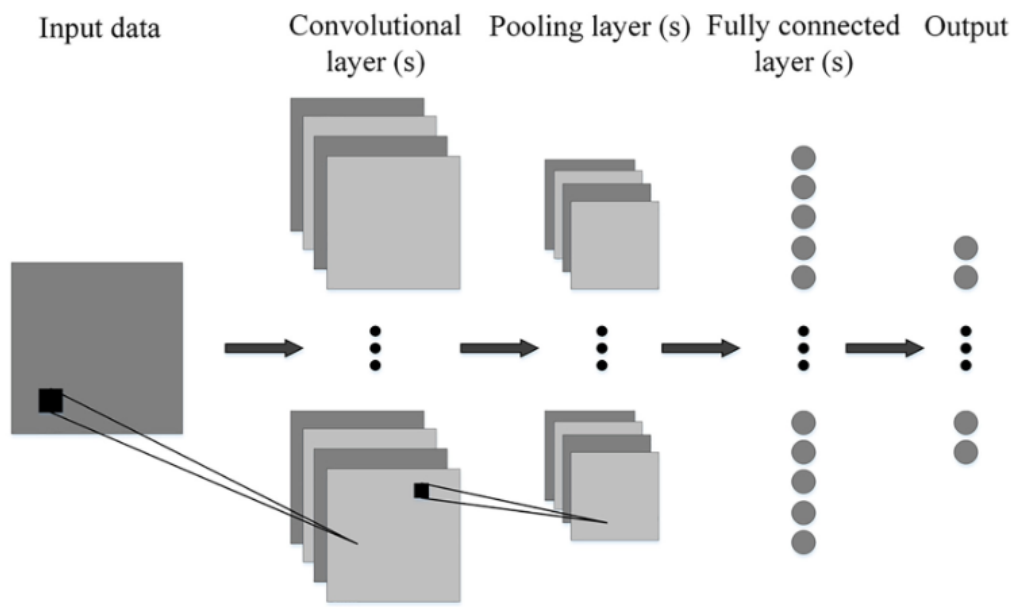 Input data
Convolutional
layer (s)
Pooling layer (s)
Fully connected
layer (s)
Output